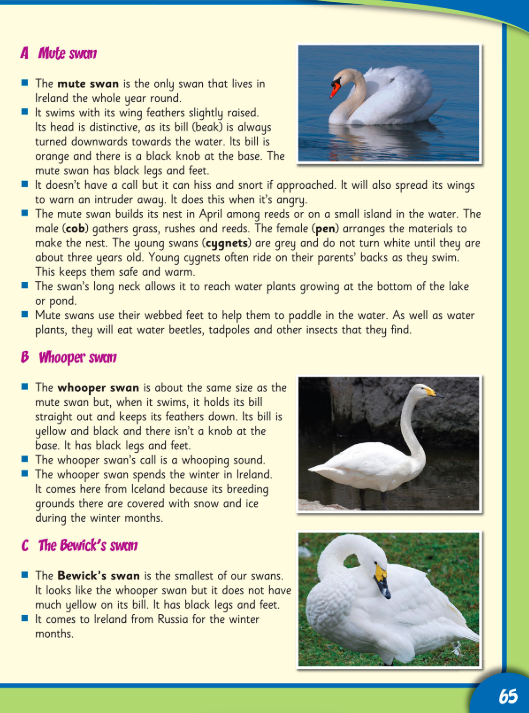 A Mute swan
The mute swan is the only swan that lives in
Ireland the whole year round.
It swims with its wing feathers slightly raised.
Its head is distinctive, as its bill (beak) is always
turned downwards towards the water. Its bill is
orange and there is a black knob at the base. The
mute swan has black legs and feet.
It doesn't have a call but it can hiss and snort if approached. It will also spread its wings
to warn an intruder away. It does this when it's angry.
The mute swan builds its nest in April among reeds or on a small island in the water. The
male (cob) gathers grass, rushes and reeds. The female (pen) arranges the materials to
make the nest. The young swans (cygnets) are grey and do not turn white until they are
about three years old. Young cygnets often ride on their parents' backs as they swim.
This keeps them safe and warm.
The swan's long neck allows it to reach water plants growing at the bottom of the lake
or pond.
Mute swans use their webbed feet to help them to paddle in the water. As well as water
plants, they will eat water beetles, tadpoles and other insects that they find.
B Whooper swan
The whooper swan is about the same size as the
mute swan but, when it swims, it holds its bill
straight out and keeps its feathers down. Its bill is
yellow and black and there isn't a knob at the
base. It has black legs and feet.
The whooper swan's call is a whooping sound.
The whooper swan spends the winter in Ireland.
It comes here from Iceland because its breeding
grounds there are covered with snow and ice
during the winter months.
C The Bewick's swan
The Bewick's swan is the smallest of our swans.
It looks like the whooper swan but it does not have
much yellow on its bill. It has black legs and feet.
It comes to Ireland from Russia for the winter
months.
65